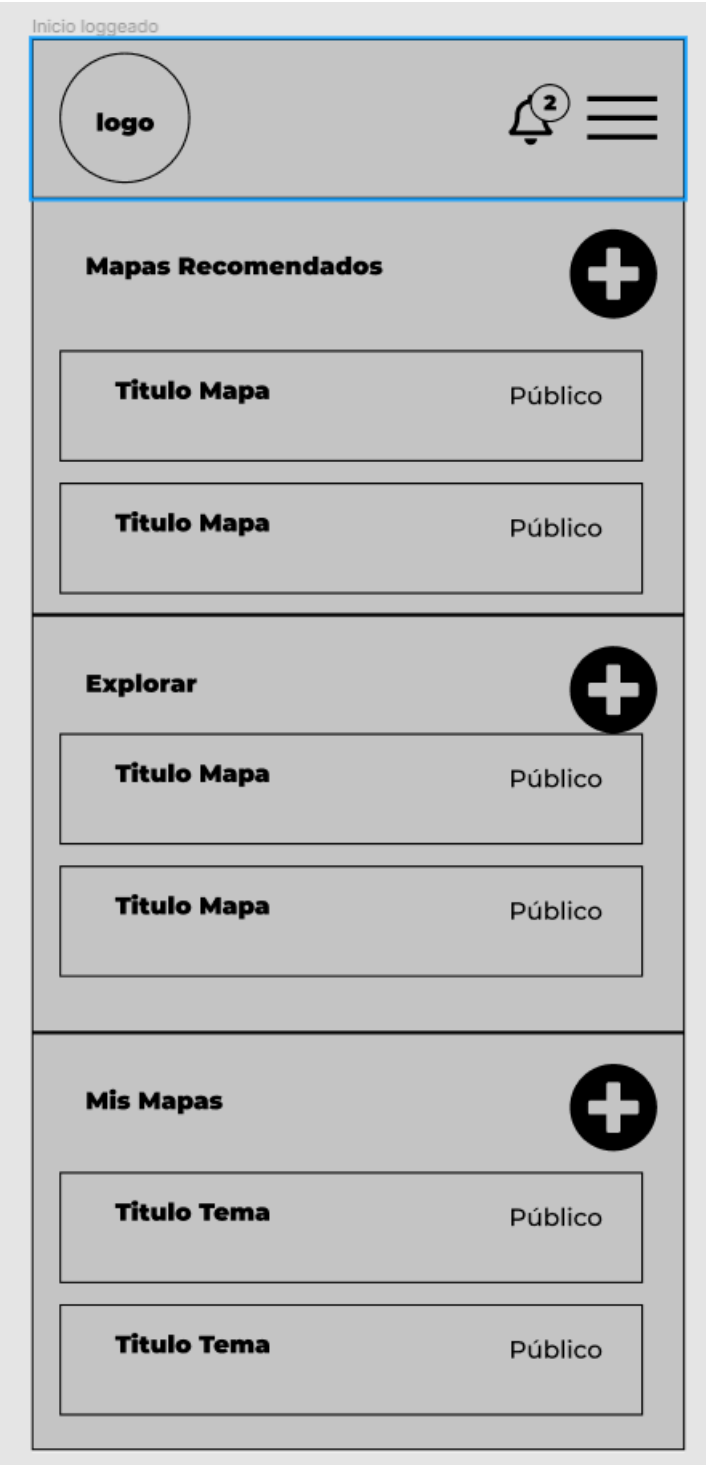 Inicio loggeado
logo
2
Mapas Recomendados
Titulo Mapa
Público
Titulo Mapa
Público
Explorar
Titulo Mapa
Público
Titulo Mapa
Público
Mis Mapas
Titulo Tema
Público
Titulo Tema
Público